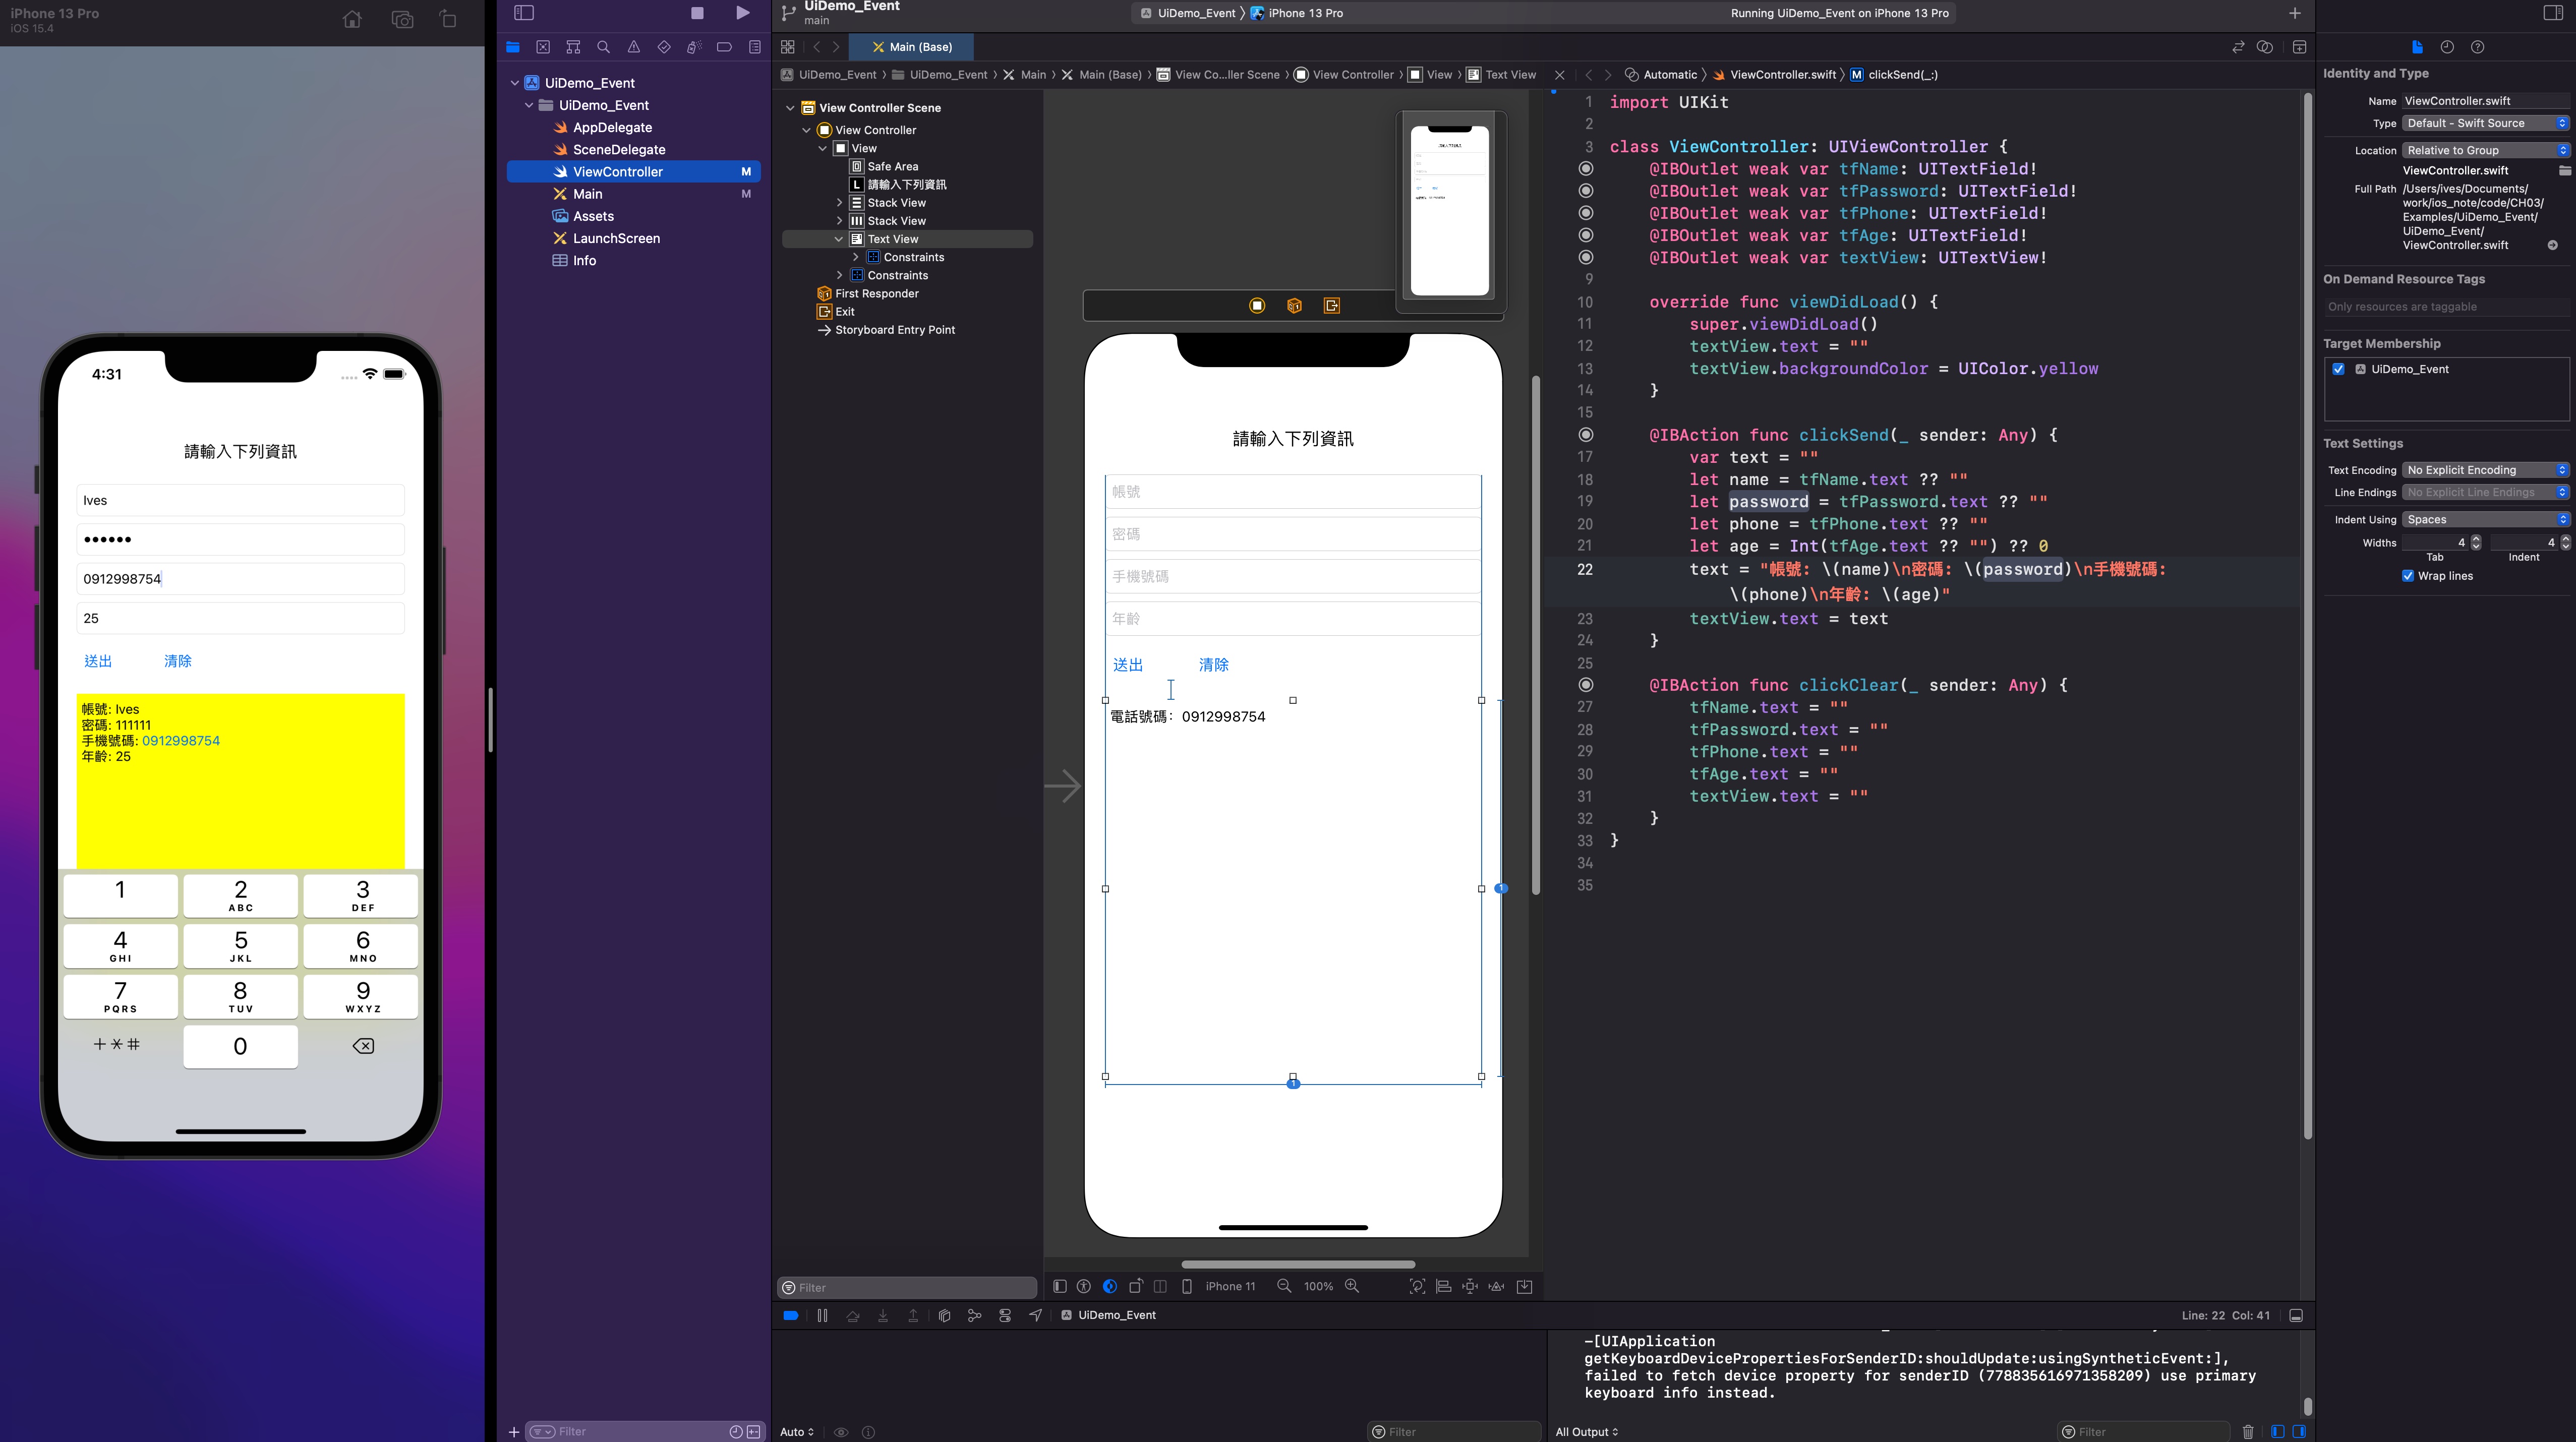 iPhone 13 Pro
iOS 15.4
4:31
請輸入下列資訊
Ives
••••••
0912998754
25
送出 清除
帳號: Ives
密碼: 111111
手機號碼: 0912998754
年齡: 25
1 2 3
ABC DEF
4 5 6
GHI JKL MNO
7 8 9
PQRS TUV WXYZ
+*# 0
UiDemo_Event
UiDemo_Event
AppDelegate
SceneDelegate
ViewController M
Main M
Assets
LaunchScreen
Info
Filter
UiDemo_Event
main
UiDemo_Event 〉 iPhone 13 Pro
Running UiDemo_Event on iPhone 13 Pro
Main (Base)
UiDemo_Event 〉 UiDemo_Event 〉 Main 〉 Main (Base) 〉 View Co...ller Scene 〉 View Controller 〉 View 〉 Text View
View Controller Scene
View Controller
View
Safe Area
L 請輸入下列資訊
Stack View
Stack View
Text View
Constraints
Constraints
First Responder
Exit
Storyboard Entry Point
Filter
請輸入下列資訊
帳號
密碼
手機號碼
年齡
送出 清除
電話號碼：0912998754
1
1
iPhone 11 100%
Automatic 〉 ViewController.swift 〉 M clickSend(_:)
1 import UIKit
2
3 class ViewController: UIViewController {
@IBOutlet weak var tfName: UITextField!
@IBOutlet weak var tfPassword: UITextField!
@IBOutlet weak var tfPhone: UITextField!
@IBOutlet weak var tfAge: UITextField!
@IBOutlet weak var textView: UITextView!
9
10 override func viewDidLoad() {
11 super.viewDidLoad()
12 textView.text = ""
13 textView.backgroundColor = UIColor.yellow
14 }
15
@IBAction func clickSend(_ sender: Any) {
17 var text = ""
18 let name = tfName.text ?? ""
19 let password = tfPassword.text ?? ""
20 let phone = tfPhone.text ?? ""
21 let age = Int(tfAge.text ?? "") ?? 0
22 text = "帳號: \(name)\n密碼: \(password)\n手機號碼:
\(phone)\n年齡: \(age)"
23 textView.text = text
24 }
25
@IBAction func clickClear(_ sender: Any) {
27 tfName.text = ""
28 tfPassword.text = ""
29 tfPhone.text = ""
30 tfAge.text = ""
31 textView.text = ""
32 }
33 }
34
35
UiDemo_Event
Line: 22 Col: 41
-[UIApplication
getKeyboardDevicePropertiesForSenderID:shouldUpdate:usingSyntheticEvent:],
failed to fetch device property for senderID (778835616971358209) use primary
keyboard info instead.
Auto Filter
All Output Filter
Identity and Type
Name ViewController.swift
Type Default - Swift Source
Location Relative to Group
ViewController.swift
Full Path /Users/ives/Documents/
work/ios_note/code/CH03/
Examples/UiDemo_Event/
UiDemo_Event/
ViewController.swift
On Demand Resource Tags
Only resources are taggable
Target Membership
UiDemo_Event
Text Settings
Text Encoding No Explicit Encoding
Line Endings No Explicit Line Endings
Indent Using Spaces
Widths 4 4
Tab Indent
Wrap lines